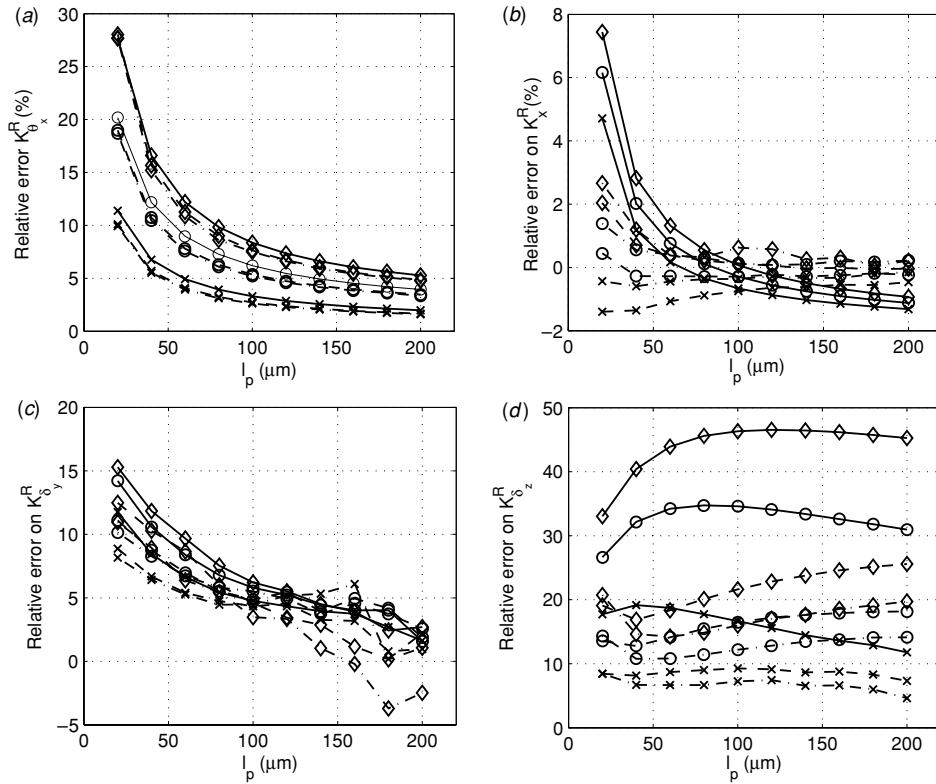 (a)
30
25
20
15
10
5
0
Relative error K^R_θ_x (%)
0 50 100 150 200
l_p (μm)
(b)
8
6
4
2
0
−2
Relative error on K^R_x (%)
0 50 100 150 200
l_p (μm)
(c)
20
15
10
5
0
−5
Relative error on K^R_δ_y
0 50 100 150 200
l_p (μm)
(d)
50
40
30
20
10
0
Relative error on K^R_δ_z
0 50 100 150 200
l_p (μm)